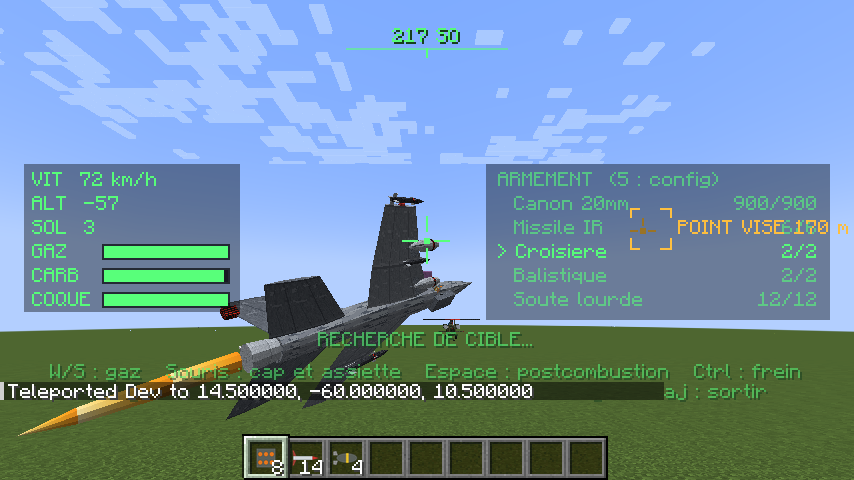 217 50
VIT 72 km/h
ALT -57
SOL 3
GAZ
CARB
COQUE
ARMEMENT (5 : config)
Canon 20mm 900/900
Missile IR
POINT VISE 170 m
> Croisiere 2/2
Balistique 2/2
Soute lourde 12/12
RECHERCHE DE CIBLE...
W/S : gaz Souris : cap et assiette Espace : postcombustion Ctrl : frein
Teleported Dev to 14.500000, -60.000000, 10.500000
aj : sortir
8 14 4